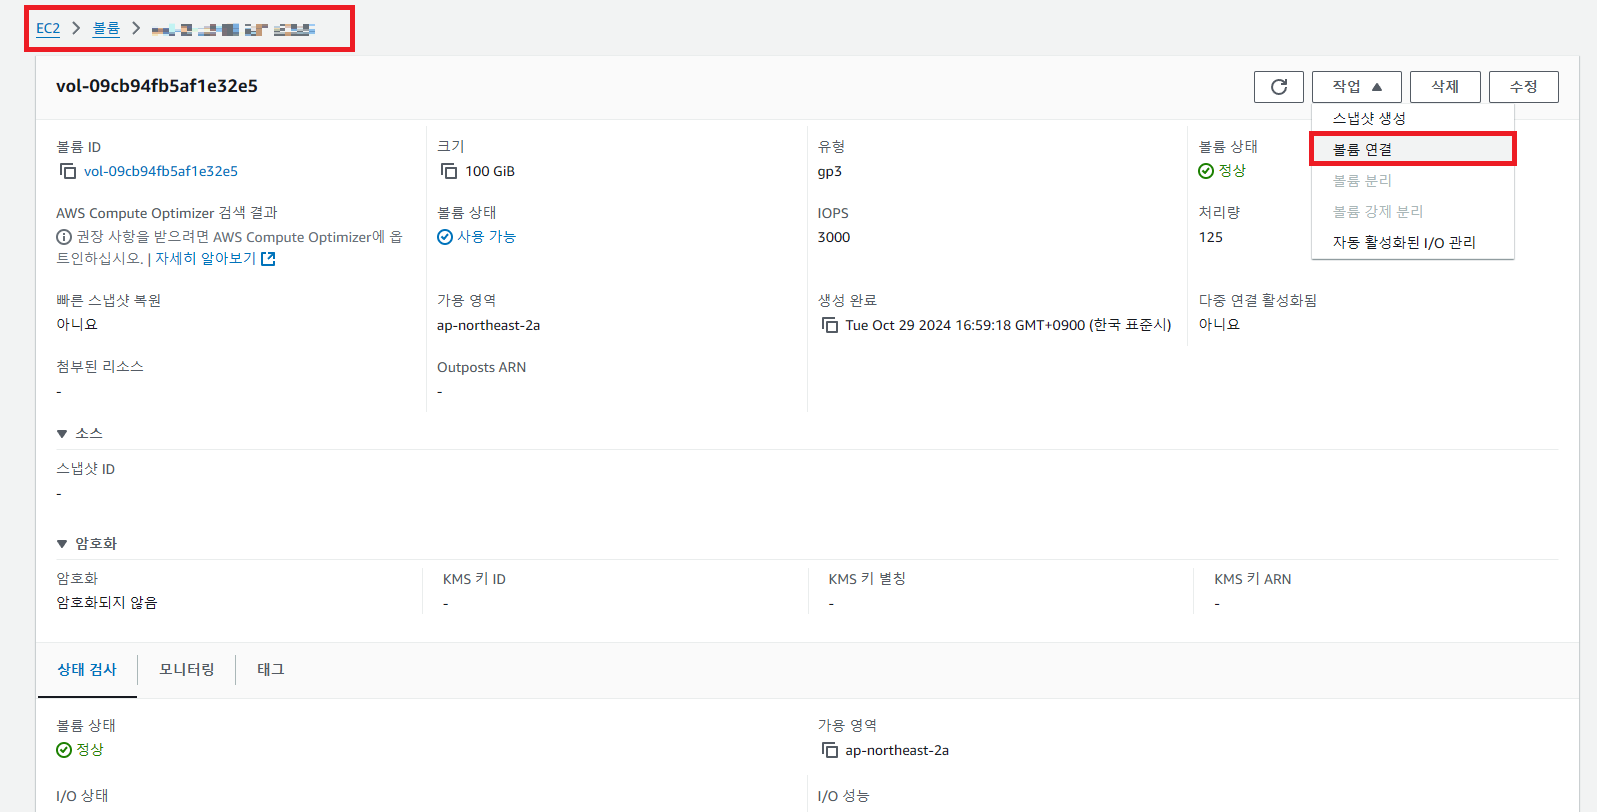 EC2 > 볼륨 >
vol-09cb94fb5af1e32e5
작업 ▲ 삭제 수정
스냅샷 생성
볼륨 연결
볼륨 분리
볼륨 강제 분리
자동 활성화된 I/O 관리
볼륨 ID
vol-09cb94fb5af1e32e5
크기
100 GiB
유형
gp3
볼륨 상태
정상
AWS Compute Optimizer 검색 결과
권장 사항을 받으려면 AWS Compute Optimizer에 옵
트인하십시오. | 자세히 알아보기
볼륨 상태
사용 가능
IOPS
3000
처리량
125
빠른 스냅샷 복원
아니요
가용 영역
ap-northeast-2a
생성 완료
Tue Oct 29 2024 16:59:18 GMT+0900 (한국 표준시)
다중 연결 활성화됨
아니요
첨부된 리소스
-
Outposts ARN
-
▼ 소스
스냅샷 ID
-
▼ 암호화
암호화
암호화되지 않음
KMS 키 ID
-
KMS 키 별칭
-
KMS 키 ARN
-
상태 검사 모니터링 태그
볼륨 상태
정상
가용 영역
ap-northeast-2a
I/O 상태
I/O 성능